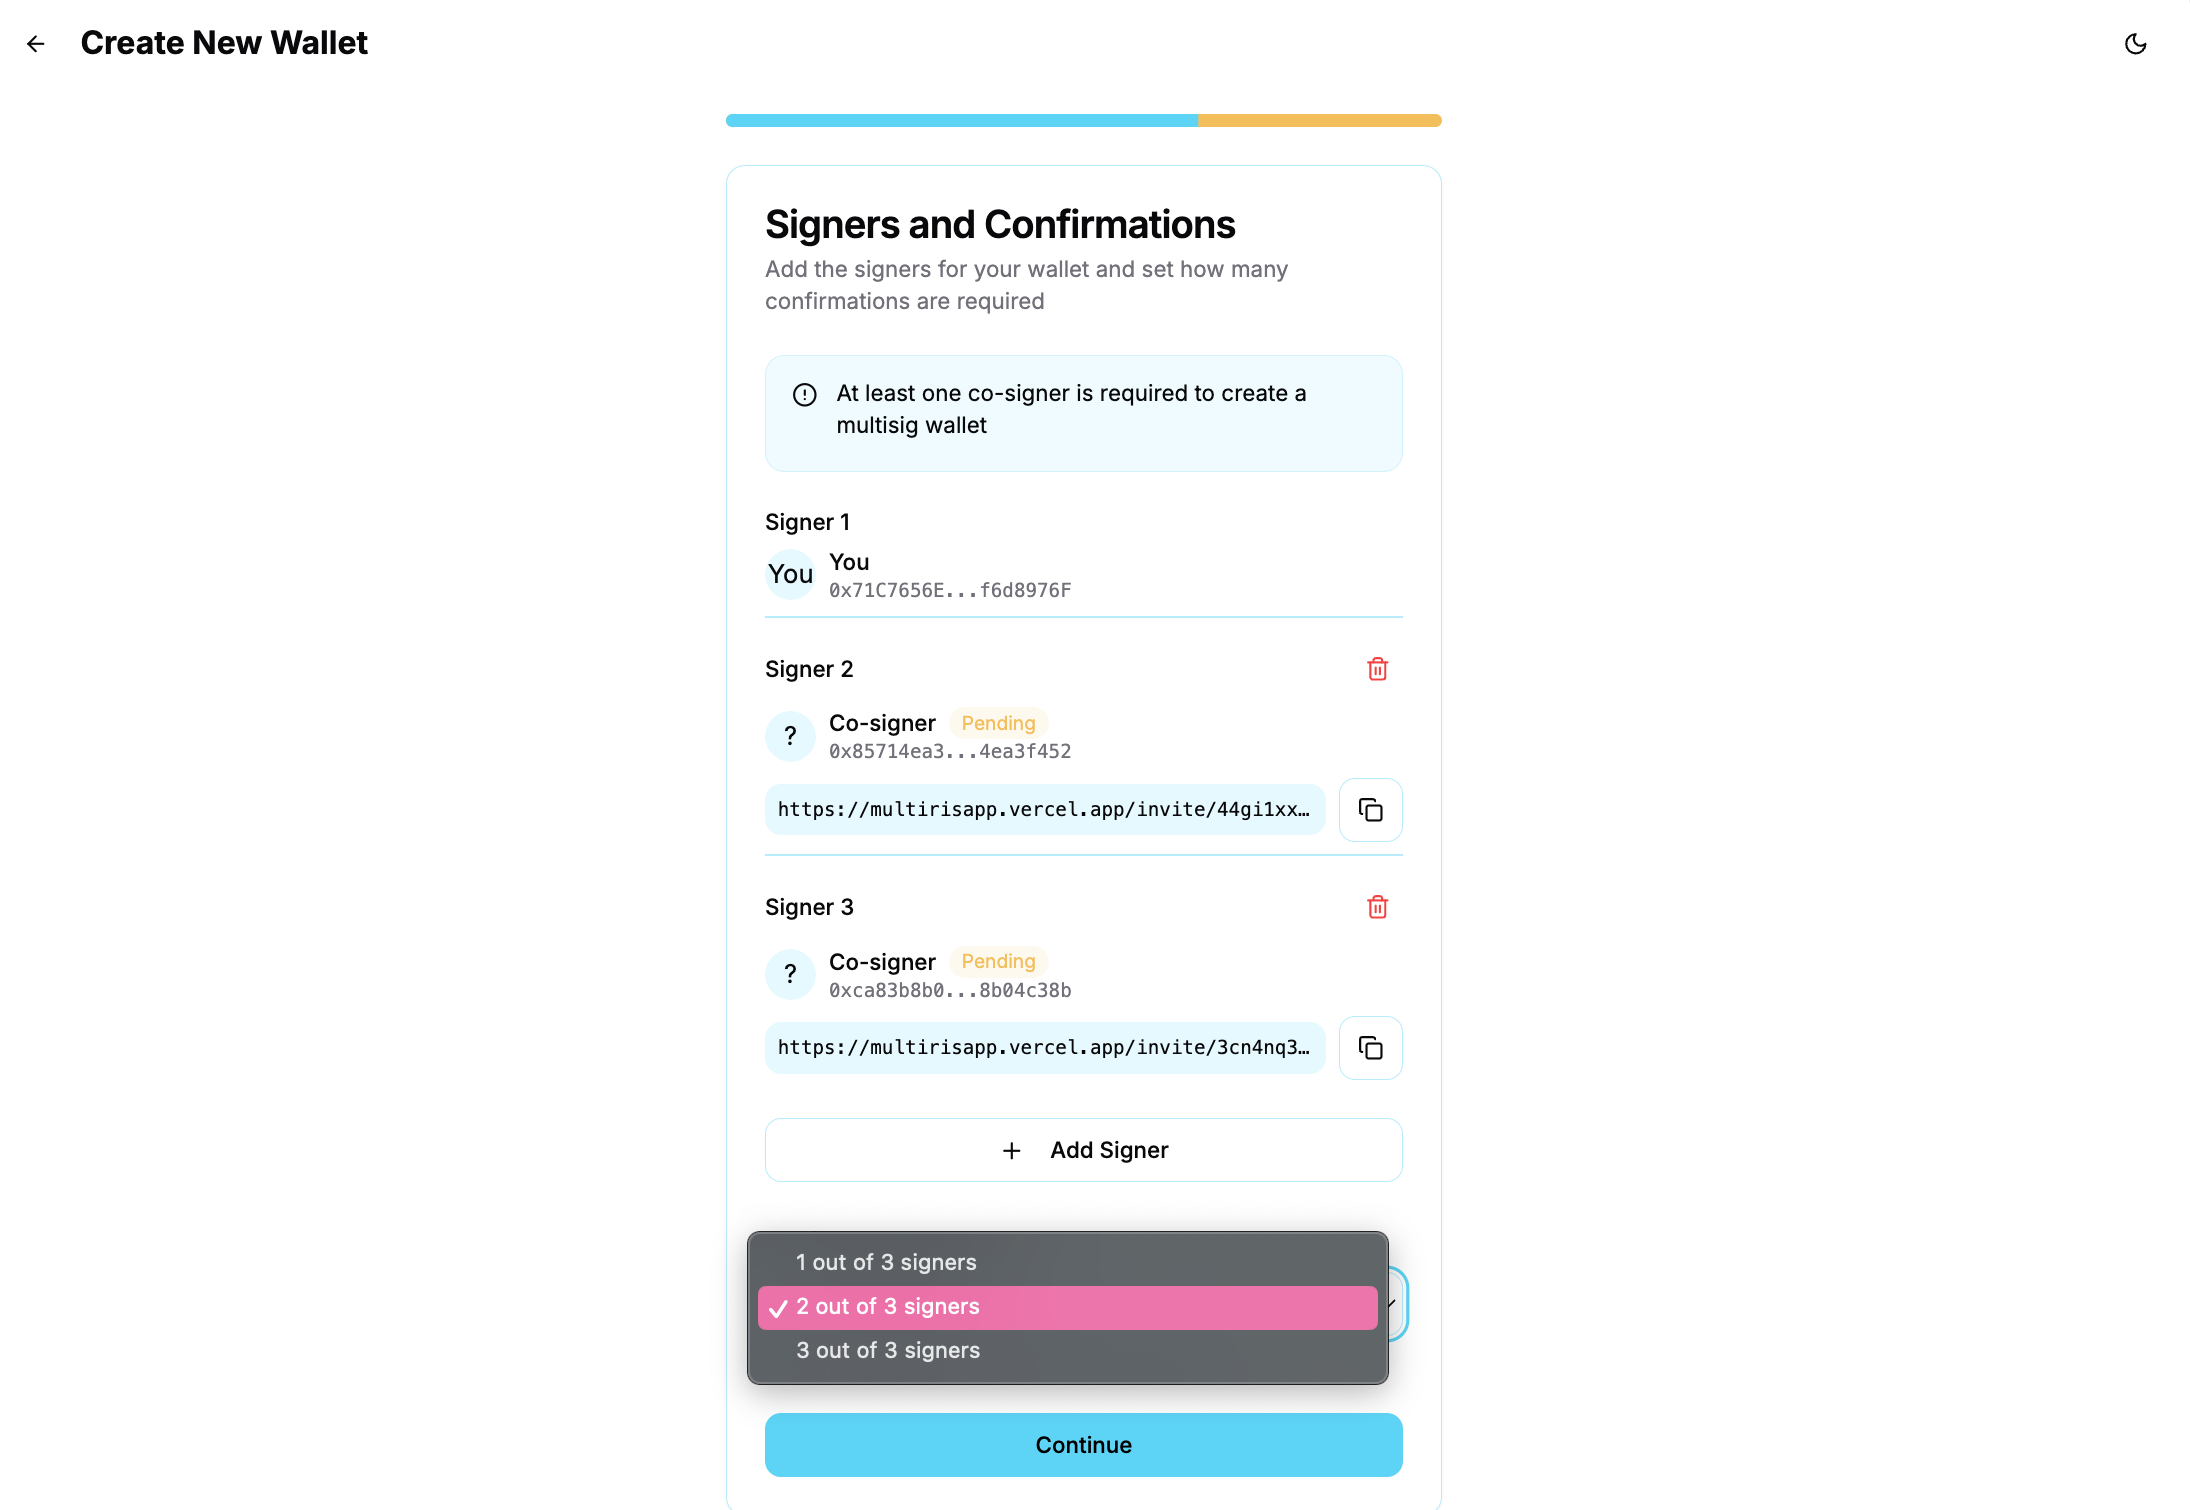 Create New Wallet
Signers and Confirmations
Add the signers for your wallet and set how many
confirmations are required
At least one co-signer is required to create a
multisig wallet
Signer 1
You
You
0x71C7656E...f6d8976F
Signer 2
?
Co-signer Pending
0x85714ea3...4ea3f452
https://multirisapp.vercel.app/invite/44gi1xx…
Signer 3
?
Co-signer Pending
0xca83b8b0...8b04c38b
https://multirisapp.vercel.app/invite/3cn4nq3…
+ Add Signer
1 out of 3 signers
✓ 2 out of 3 signers
3 out of 3 signers
Continue